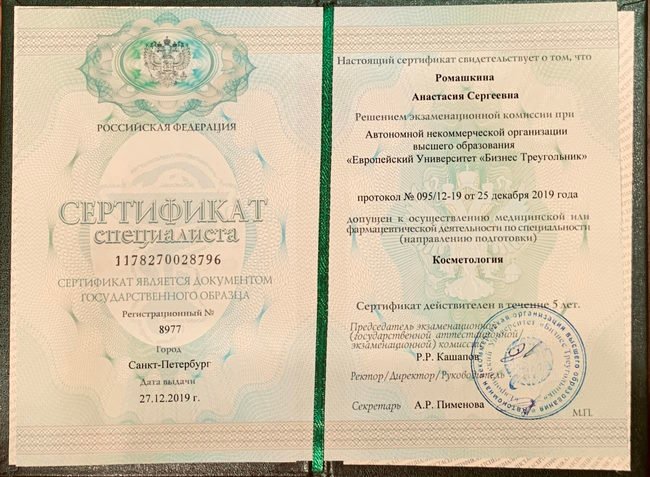 РОССИЙСКАЯ ФЕДЕРАЦИЯ
СЕРТИФИКАТ
специалиста
1178270028796
СЕРТИФИКАТ ЯВЛЯЕТСЯ ДОКУМЕНТОМ
ГОСУДАРСТВЕННОГО ОБРАЗЦА
Регистрационный №
8977
Город
Санкт-Петербург
Дата выдачи
27.12.2019 г.
Настоящий сертификат свидетельствует о том, что
Ромашкина
Анастасия Сергеевна
Решением экзаменационной комиссии при
Автономной некоммерческой организации
высшего образования
«Европейский Университет «Бизнес Треугольник»
протокол № 095/12-19 от 25 декабря 2019 года
допущен к осуществлению медицинской или
фармацевтической деятельности по специальности
(направлению подготовки)
Косметология
Сертификат действителен в течение 5 лет.
Председатель экзаменационной
(государственной аттестационной/
экзаменационной) комиссии
Р.Р. Кашапов
Ректор/Директор/Руководитель
Секретарь А.Р. Пименова
М.П.